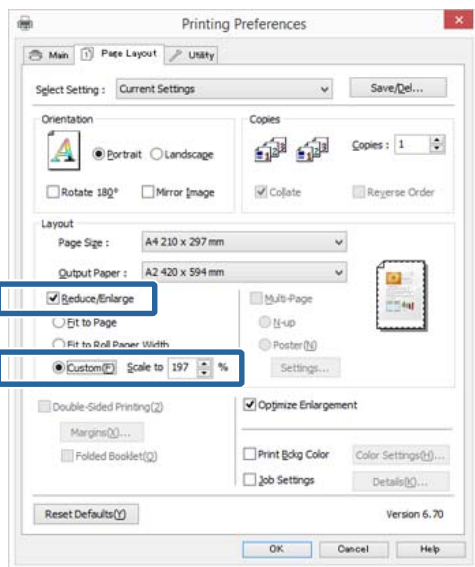 Printing Preferences
Main Page Layout Utility
Select Setting : Current Settings Save/Del...
Orientation Copies
Portrait Landscape Copies : 1
Rotate 180° Mirror Image Collate Reverse Order
Layout
Page Size : A4 210 x 297 mm
Output Paper : A2 420 x 594 mm
Reduce/Enlarge Multi-Page
Fit to Page N-up
Fit to Roll Paper Width Poster(N)
Custom(F) Scale to 197 % Settings...
Double-Sided Printing(2) Optimize Enlargement
Margins(X)...
Folded Booklet(Q) Print Bckg Color Color Settings(H)...
Job Settings Details(K)...
Reset Defaults(Y) Version 6.70
OK Cancel Help